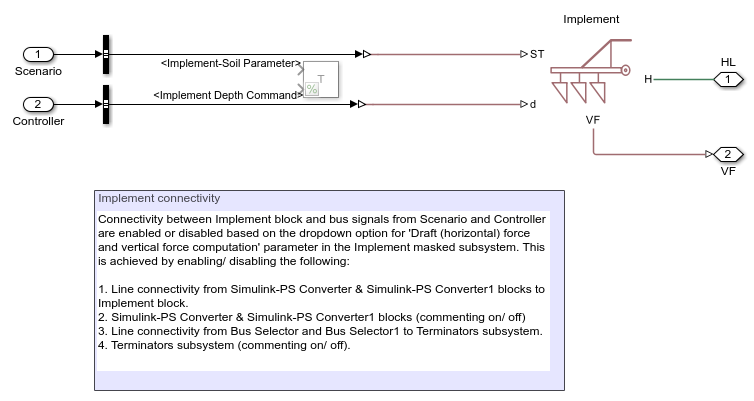 Implement
1
ST
Scenario
<Implement-Soil Parameter>
T
%
HL
H
1
2
<Implement Depth Command>
d
Controller
VF
2
VF
Implement connectivity
Connectivity between Implement block and bus signals from Scenario and Controller
are enabled or disabled based on the dropdown option for 'Draft (horizontal) force
and vertical force computation' parameter in the Implement masked subsystem. This
is achieved by enabling/ disabling the following:
1. Line connectivity from Simulink-PS Converter & Simulink-PS Converter1 blocks to
Implement block.
2. Simulink-PS Converter & Simulink-PS Converter1 blocks (commenting on/ off)
3. Line connectivity from Bus Selector and Bus Selector1 to Terminators subsystem.
4. Terminators subsystem (commenting on/ off).